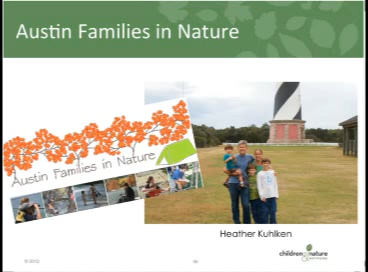 Austin Families in Nature
Austin Families in Nature
Heather Kuhlken
children & nature